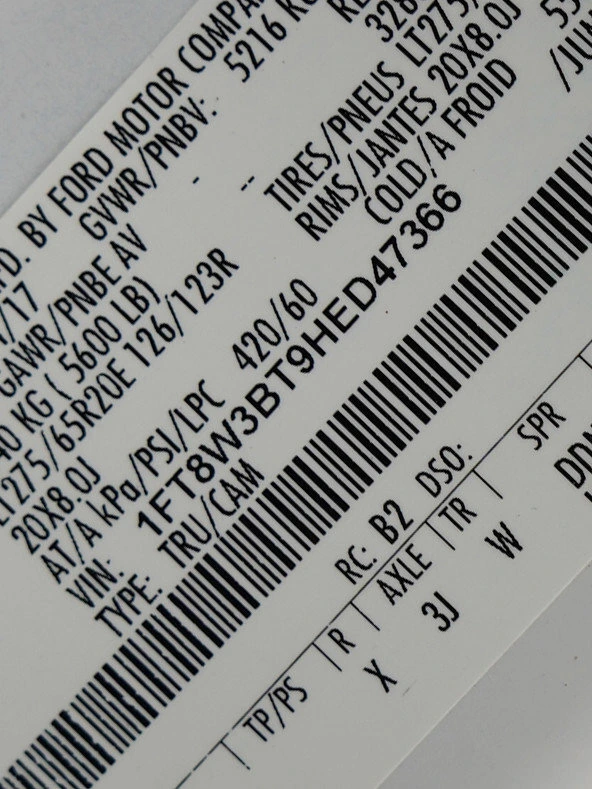 BY FORD MOTOR COMPA
/17
GVWR/PNBV: 5216 K
GAWR/PNBE AV
KG ( 5600 LB)
328
LT275/65R20E 126/123R
TIRES/PNEUS LT275/
20X8.0J
RIMS/JANTES 20X8.0J
AT/A kPa/PSI/LPC 420/60
COLD/A FROID
VIN: 1FT8W3BT9HED47366
TYPE: TRU/CAM
RC: B2 DSO:
TP/PS R AXLE TR SPR
X 3J W